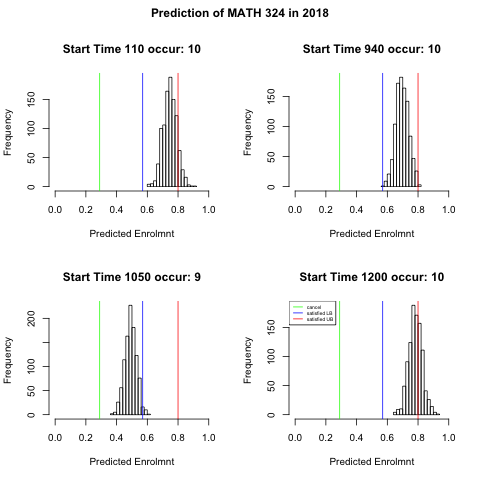 Prediction of MATH 324 in 2018
Start Time 110 occur: 10
Frequency
0 50 100 150
0.0 0.2 0.4 0.6 0.8 1.0
Predicted Enrolmnt
Start Time 940 occur: 10
Frequency
0 50 100 150
0.0 0.2 0.4 0.6 0.8 1.0
Predicted Enrolmnt
Start Time 1050 occur: 9
Frequency
0 50 100 200
0.0 0.2 0.4 0.6 0.8 1.0
Predicted Enrolmnt
Start Time 1200 occur: 10
cancel
satisfied LB
satisfied UB
Frequency
0 50 100 150
0.0 0.2 0.4 0.6 0.8 1.0
Predicted Enrolmnt